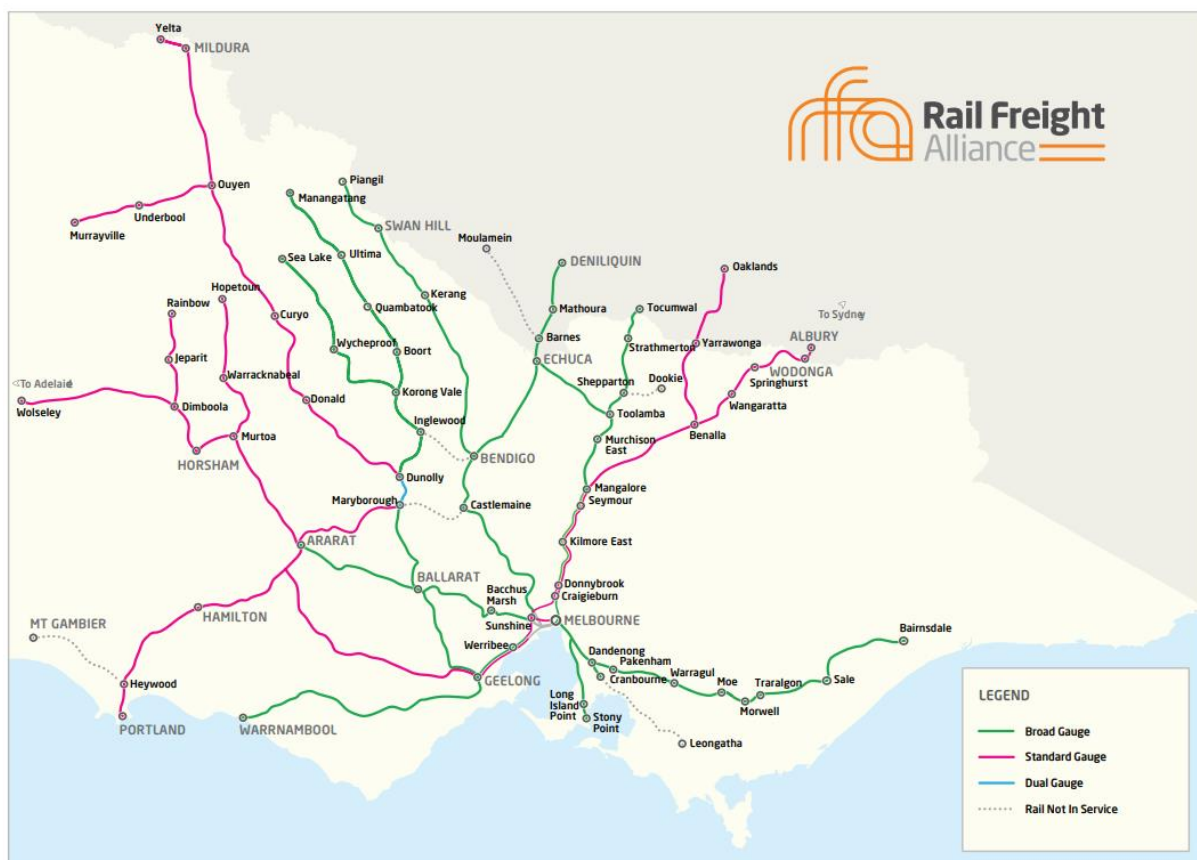 Yelta
MILDURA
Rail Freight
Alliance
Ouyen
Underbool
Murrayville
Piangil
Manangatang
SWAN HILL
Moulamein
Sea Lake
Ultima
DENILIQUIN
Oaklands
Hopetoun
Rainbow
Kerang
Quambatook
Curyo
Mathoura
Tocumwal
To Sydney
Wycheproof
Boort
Barnes
Strathmerton
Yarrawonga
ALBURY
Jeparit
Warracknabeal
ECHUCA
WODONGA
Springhurst
To Adelaide
Wolseley
Dimboola
Donald
Korong Vale
Shepparton
Dookie
Wangaratta
Inglewood
Toolamba
Murtoa
Benalla
HORSHAM
BENDIGO
Murchison
East
Dunolly
Maryborough
Castlemaine
Mangalore
Seymour
ARARAT
Kilmore East
BALLARAT
Bacchus
Marsh
Donnybrook
Craigieburn
HAMILTON
Sunshine
MELBOURNE
MT GAMBIER
Werribee
Bairnsdale
Dandenong
Pakenham
Cranbourne
Warragul
Moe
Traralgon
Sale
Morwell
Heywood
GEELONG
PORTLAND
WARRNAMBOOL
Long
Island
Point
Stony
Point
Leongatha
LEGEND
Broad Gauge
Standard Gauge
Dual Gauge
Rail Not In Service